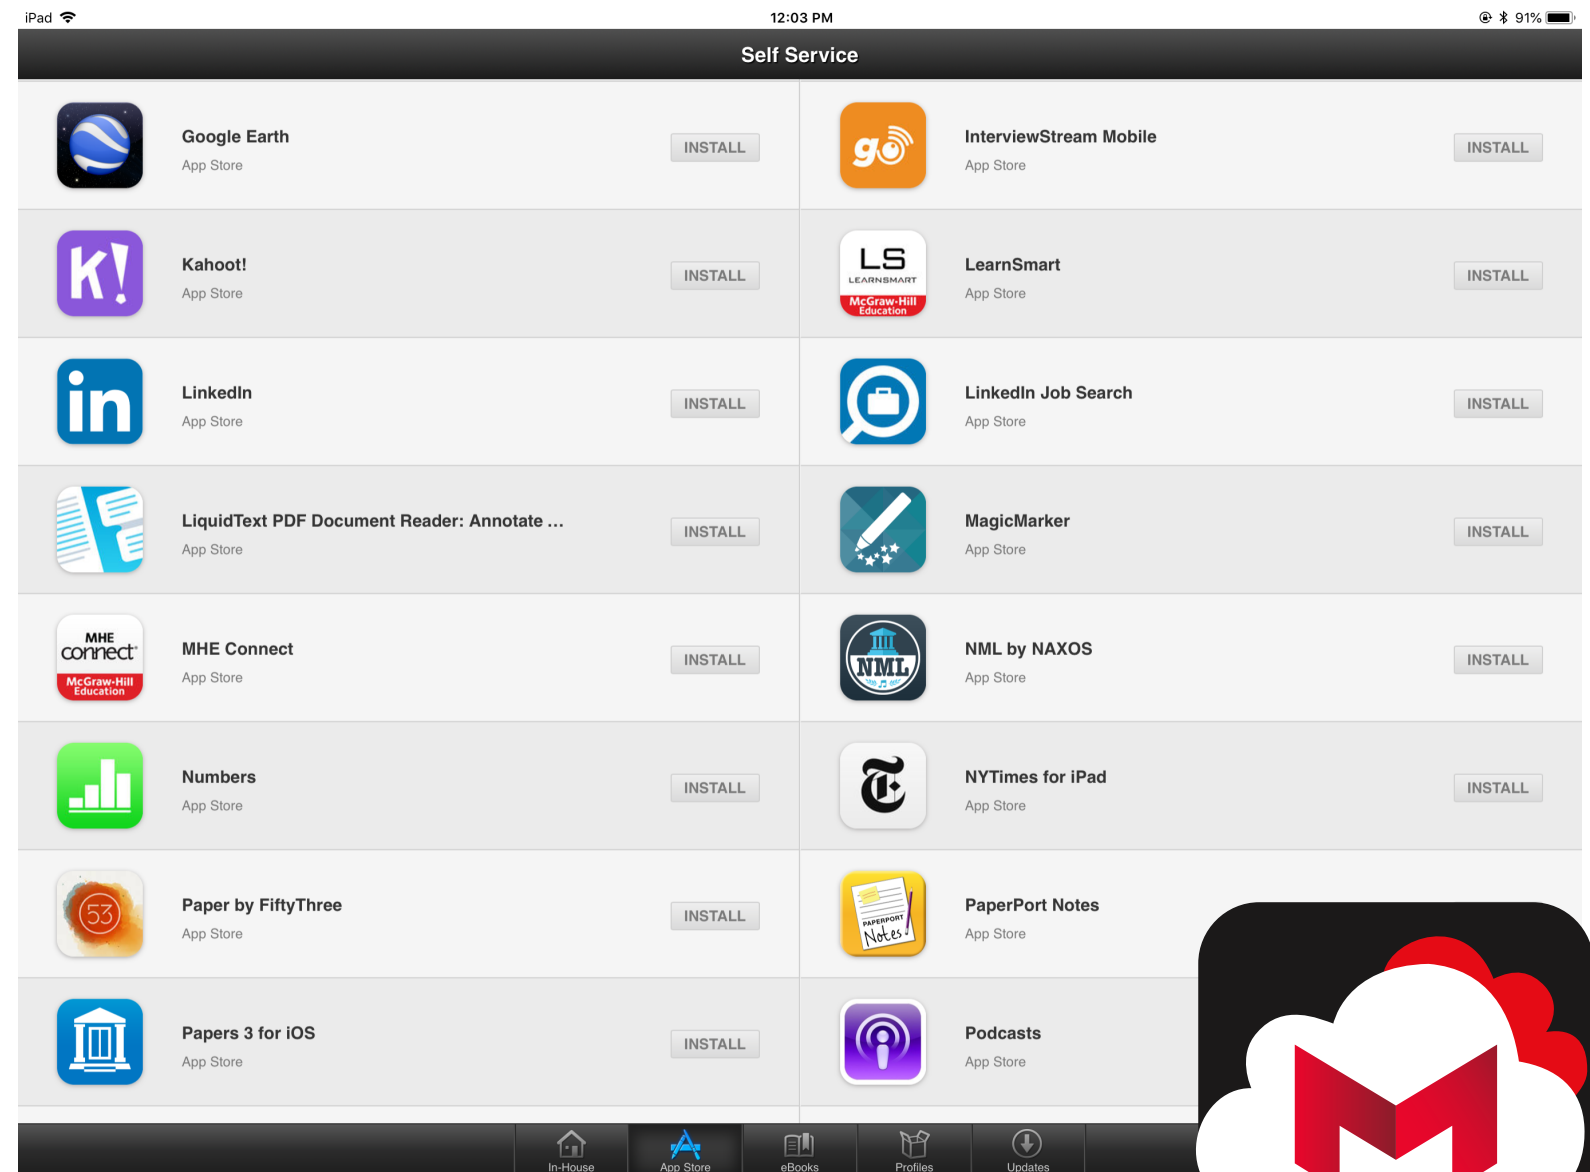 iPad
12:03 PM
91%
Self Service
Google Earth
App Store
INSTALL
go
InterviewStream Mobile
App Store
INSTALL
K!
Kahoot!
App Store
INSTALL
LS
LEARNSMART
McGraw-Hill
Education
LearnSmart
App Store
INSTALL
in
LinkedIn
App Store
INSTALL
LinkedIn Job Search
App Store
INSTALL
LiquidText PDF Document Reader: Annotate ...
App Store
INSTALL
MagicMarker
App Store
INSTALL
MHE
connect
McGraw-Hill
Education
MHE Connect
App Store
INSTALL
NML
NML by NAXOS
App Store
INSTALL
Numbers
App Store
INSTALL
T
NYTimes for iPad
App Store
INSTALL
53
Paper by FiftyThree
App Store
INSTALL
PAPERPORT
Notes
PaperPort Notes
App Store
Papers 3 for iOS
App Store
INSTALL
Podcasts
App Store
M
In-House
App Store
eBooks
Profiles
Updates